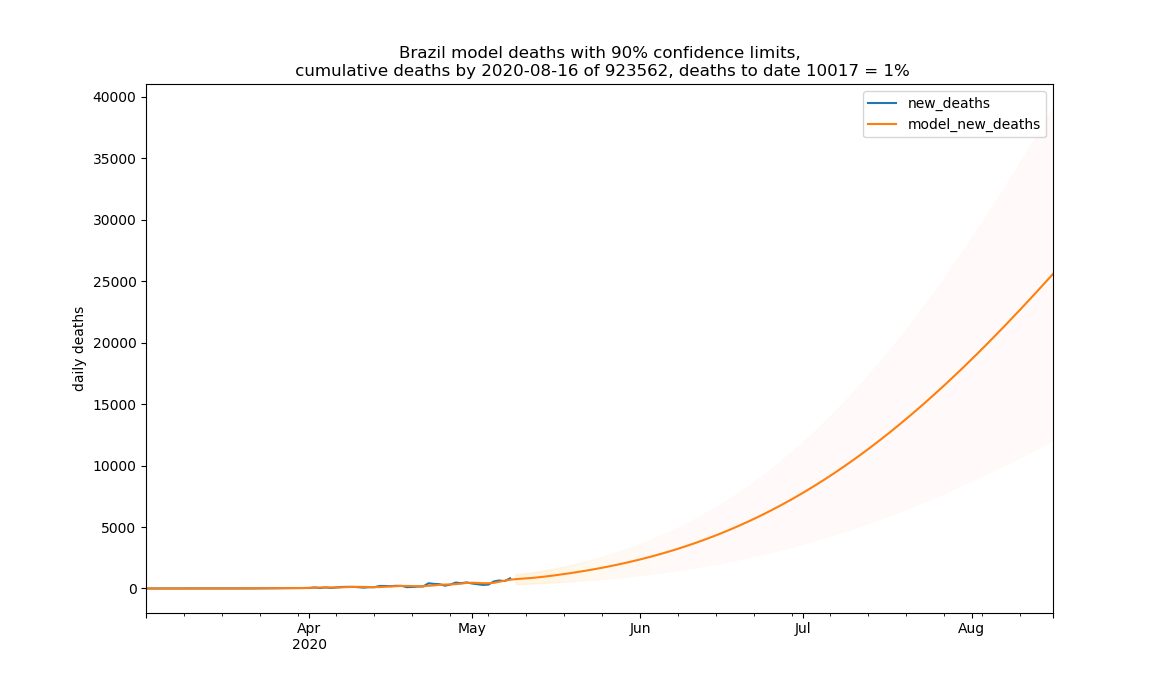 Brazil model deaths with 90% confidence limits,
cumulative deaths by 2020-08-16 of 923562, deaths to date 10017 = 1%
new_deaths
model_new_deaths
daily deaths
40000
35000
30000
25000
20000
15000
10000
5000
0
Apr May Jun Jul Aug
2020